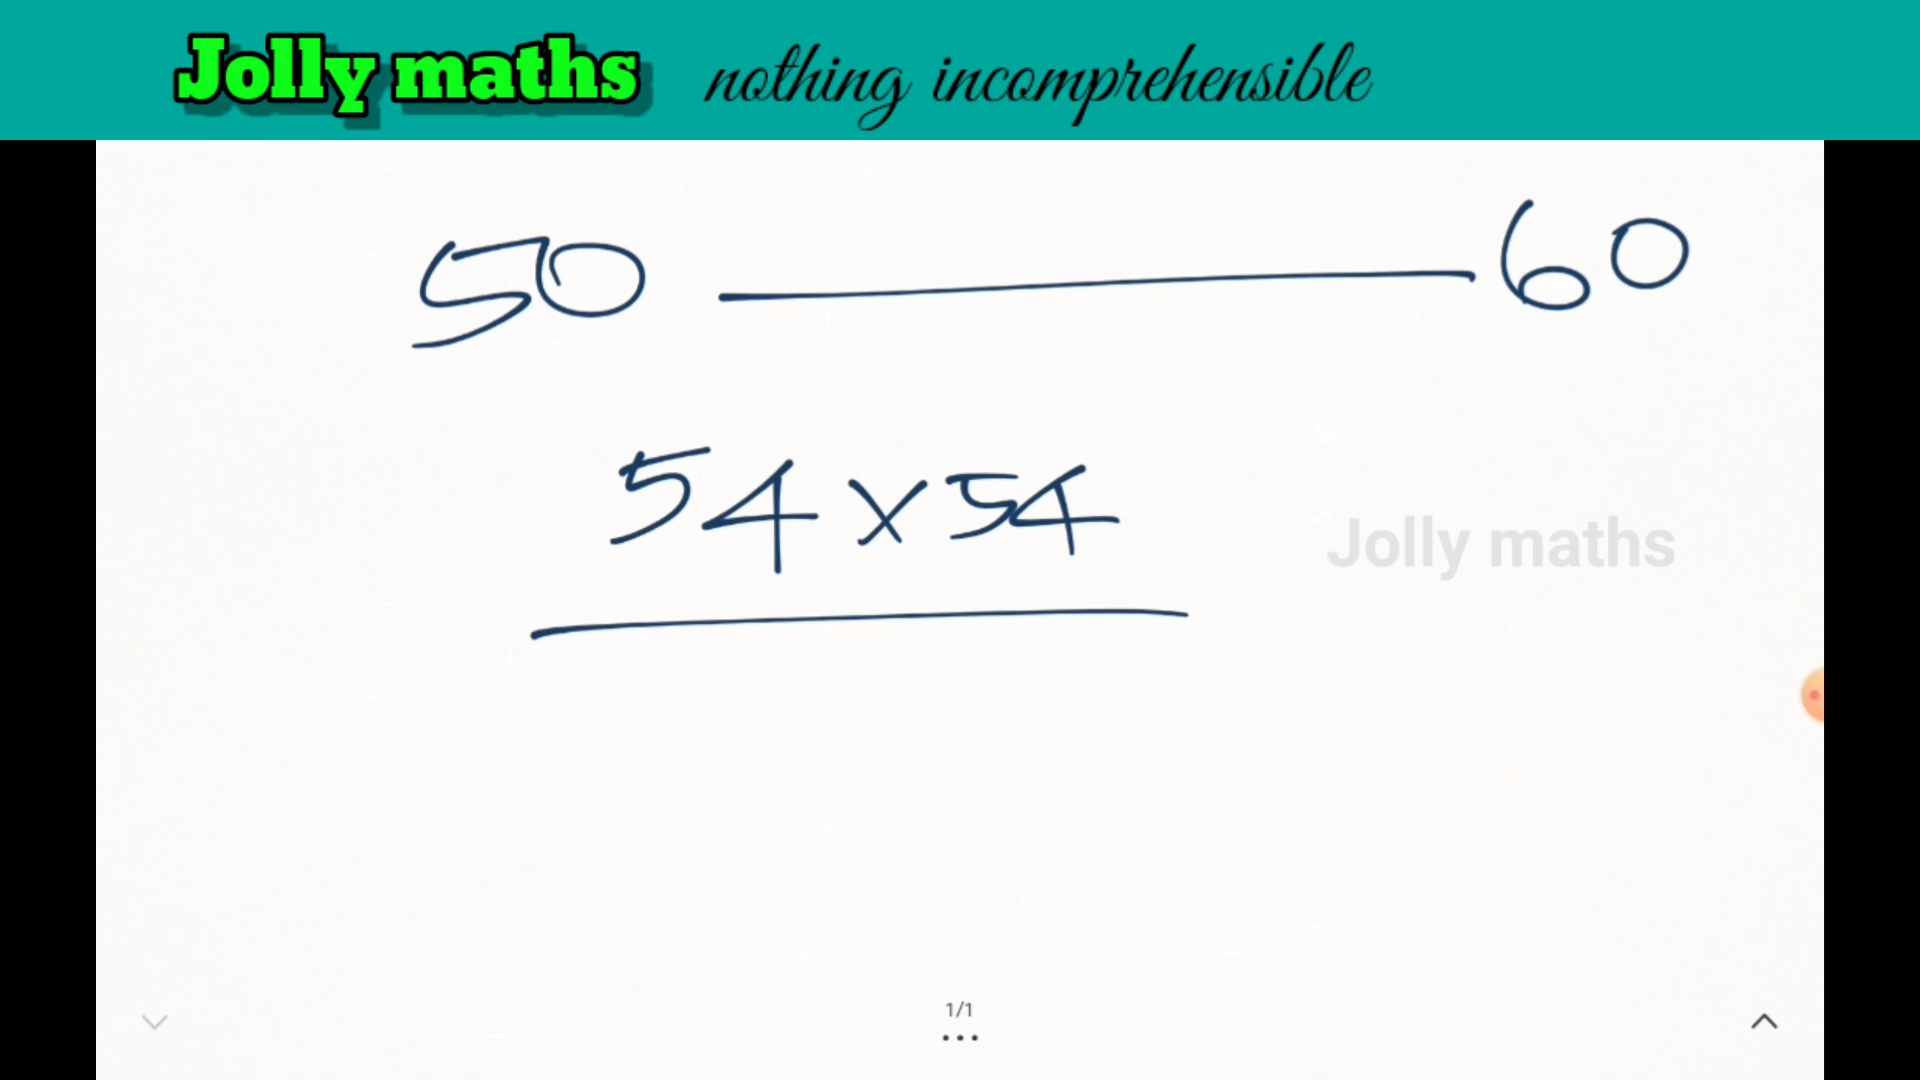 Jolly maths nothing incomprehensible
50 — 60
54 x 54
Jolly maths
1/1